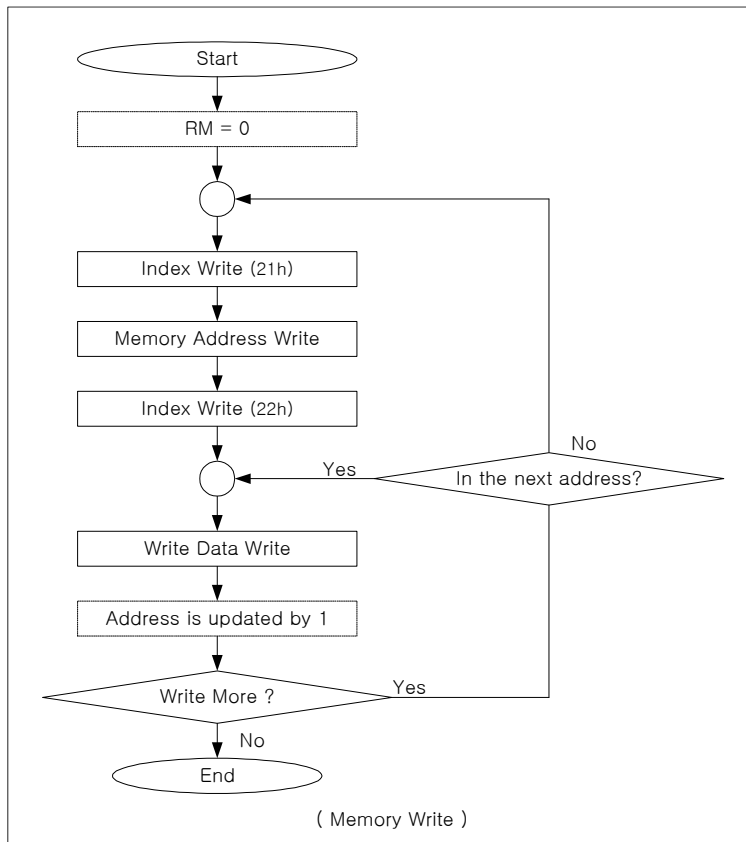 Start
RM = 0
Index Write (21h)
Memory Address Write
Index Write (22h)
No
Yes
In the next address?
Write Data Write
Address is updated by 1
Write More ?
Yes
No
End
( Memory Write )